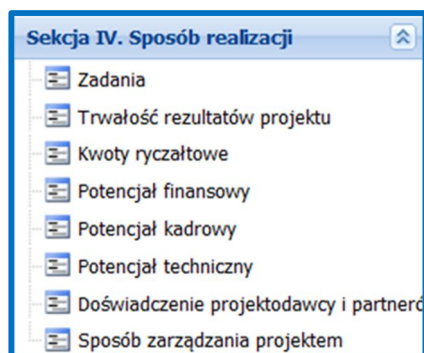 Sekcja IV. Sposób realizacji
Zadania
Trwałość rezultatów projektu
Kwoty ryczałtowe
Potencjał finansowy
Potencjał kadrowy
Potencjał techniczny
Doświadczenie projektodawcy i partneró
Sposób zarządzania projektem